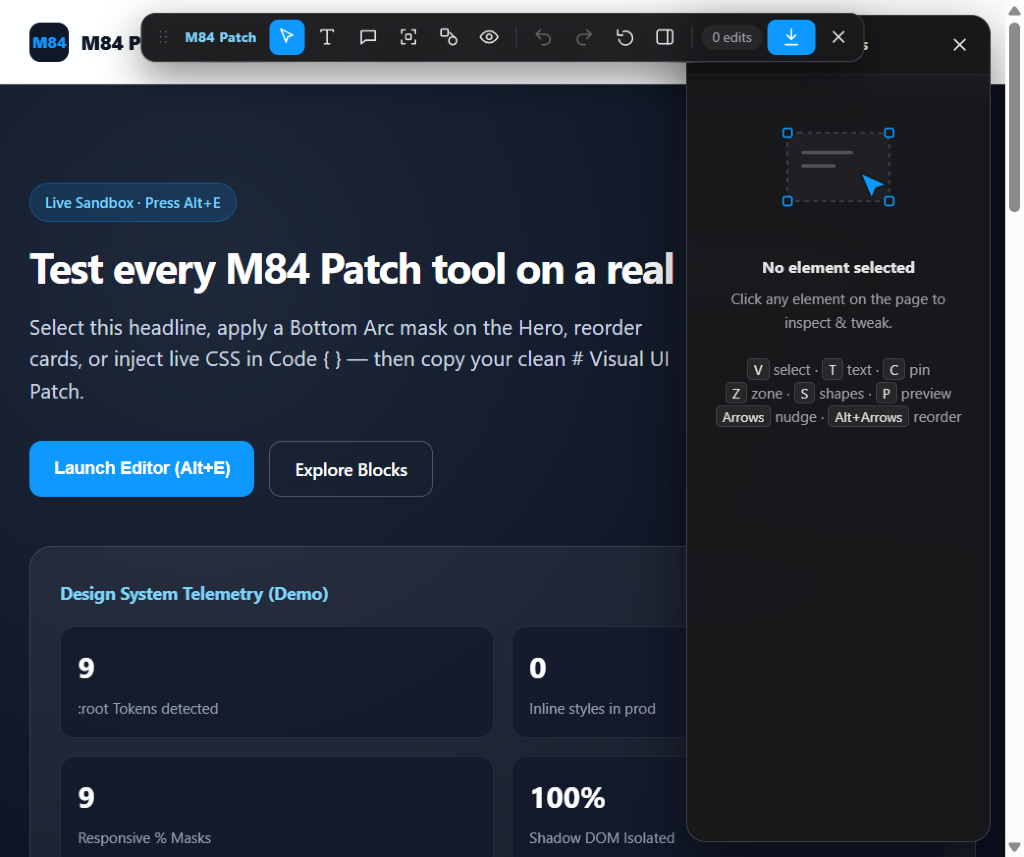 M84
M84 P
M84 Patch
0 edits
s
Live Sandbox · Press Alt+E
Test every M84 Patch tool on a real
Select this headline, apply a Bottom Arc mask on the Hero, reorder
cards, or inject live CSS in Code { } — then copy your clean # Visual UI
Patch.
Launch Editor (Alt+E)
Explore Blocks
Design System Telemetry (Demo)
9
:root Tokens detected
0
Inline styles in prod
9
Responsive % Masks
100%
Shadow DOM Isolated
No element selected
Click any element on the page to
inspect & tweak.
V select · T text · C pin
Z zone · S shapes · P preview
Arrows nudge · Alt+Arrows reorder